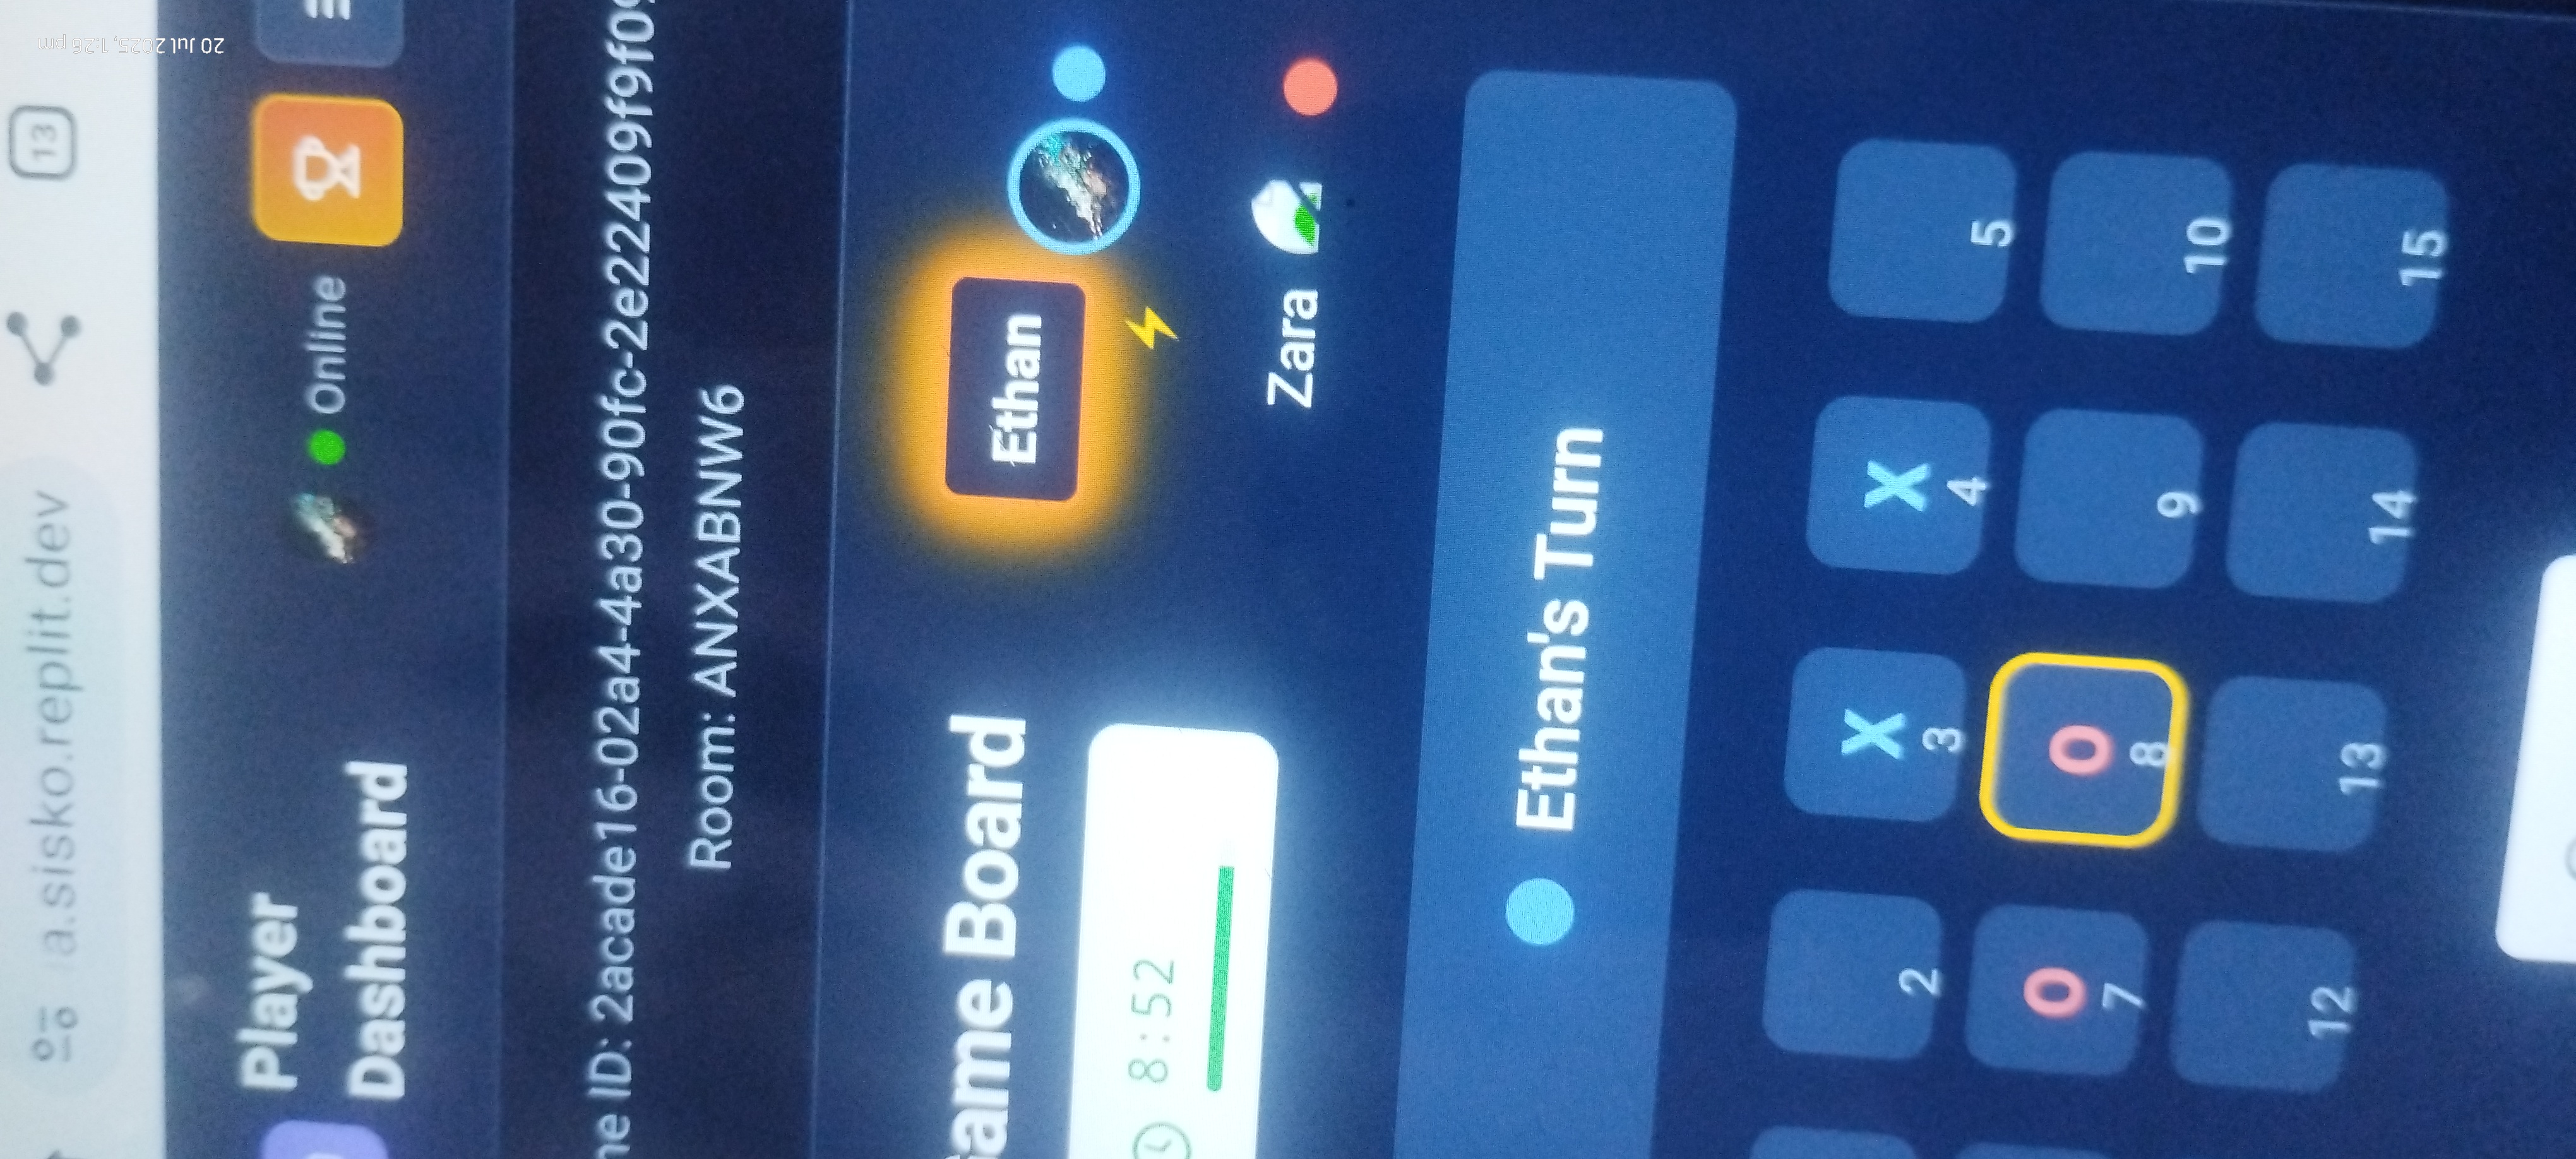 a.sisko.replit.dev
13
Player
Dashboard
Online
ne ID: 2acade16-02a4-4a30-90fc-2e222409f9f0
Room: ANXABNW6
ame Board
Ethan
8:52
Zara
Ethan's Turn
2
X
3
X
4
5
O
7
O
8
9
10
12
13
14
15
20 Jul 2025, 1:26 pm